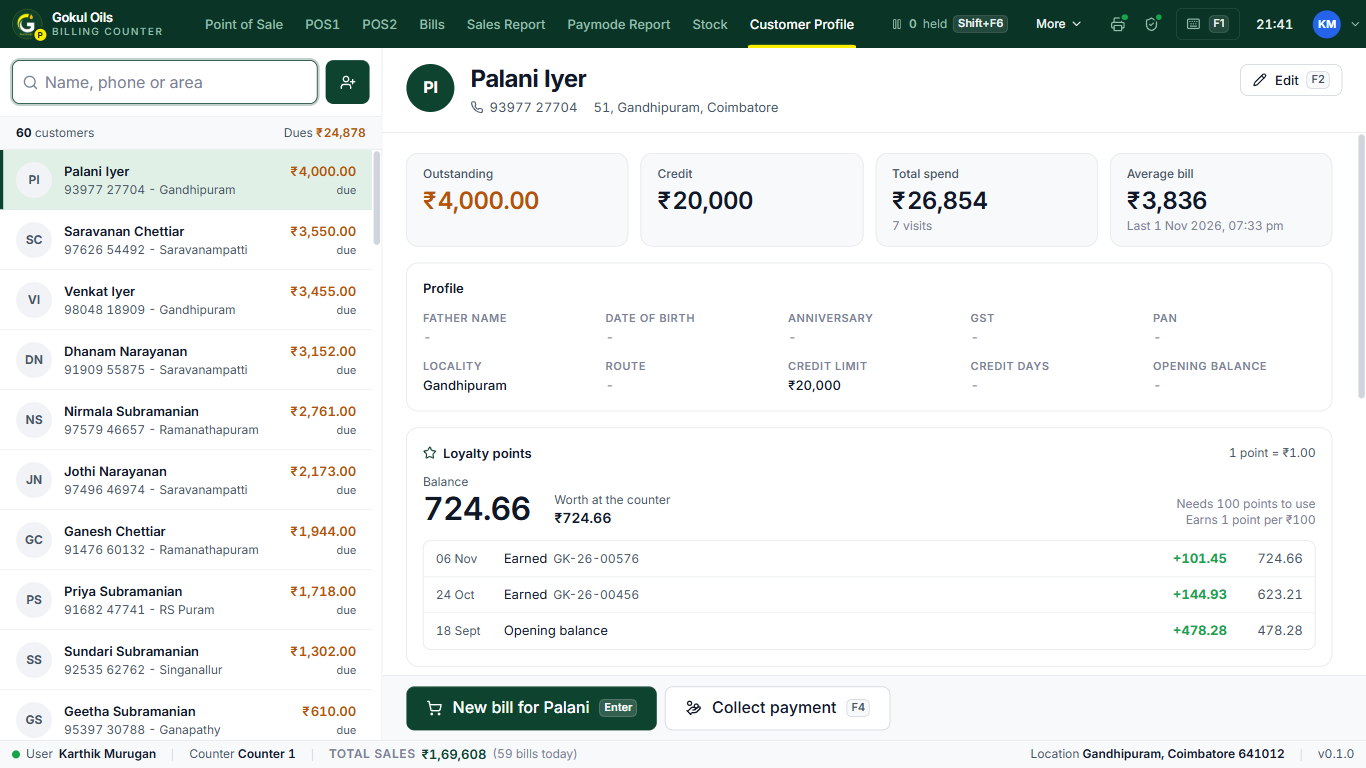 Gokul Oils
BILLING COUNTER
Point of Sale POS1 POS2 Bills Sales Report Paymode Report Stock Customer Profile
0 held Shift+F6 More F1 21:41 KM
Name, phone or area
60 customers Dues ₹24,878
PI Palani Iyer ₹4,000.00
93977 27704 - Gandhipuram due
SC Saravanan Chettiar ₹3,550.00
97626 54492 - Saravanampatti due
VI Venkat Iyer ₹3,455.00
98048 18909 - Gandhipuram due
DN Dhanam Narayanan ₹3,152.00
91909 55875 - Saravanampatti due
NS Nirmala Subramanian ₹2,761.00
97579 46657 - Ramanathapuram due
JN Jothi Narayanan ₹2,173.00
97496 46974 - Saravanampatti due
GC Ganesh Chettiar ₹1,944.00
91476 60132 - Ramanathapuram due
PS Priya Subramanian ₹1,718.00
91682 47741 - RS Puram due
SS Sundari Subramanian ₹1,302.00
92535 62762 - Singanallur due
GS Geetha Subramanian ₹610.00
95397 30788 - Ganapathy due
PI Palani Iyer
93977 27704 51, Gandhipuram, Coimbatore
Edit F2
Outstanding Credit Total spend Average bill
₹4,000.00 ₹20,000 ₹26,854 ₹3,836
7 visits Last 1 Nov 2026, 07:33 pm
Profile
FATHER NAME DATE OF BIRTH ANNIVERSARY GST PAN
- - - - -
LOCALITY ROUTE CREDIT LIMIT CREDIT DAYS OPENING BALANCE
Gandhipuram - ₹20,000 - -
Loyalty points 1 point = ₹1.00
Balance
724.66
Worth at the counter
₹724.66
Needs 100 points to use
Earns 1 point per ₹100
06 Nov Earned GK-26-00576 +101.45 724.66
24 Oct Earned GK-26-00456 +144.93 623.21
18 Sept Opening balance +478.28 478.28
New bill for Palani Enter Collect payment F4
User Karthik Murugan Counter Counter 1 TOTAL SALES ₹1,69,608 (59 bills today) Location Gandhipuram, Coimbatore 641012 v0.1.0